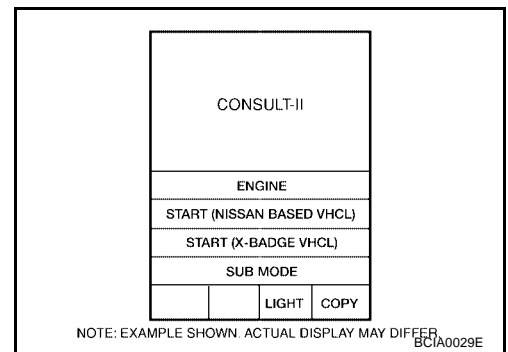 CONSULT-II
ENGINE
START (NISSAN BASED VHCL)
START (X-BADGE VHCL)
SUB MODE
LIGHT COPY
NOTE: EXAMPLE SHOWN. ACTUAL DISPLAY MAY DIFFER.
BCIA0029E